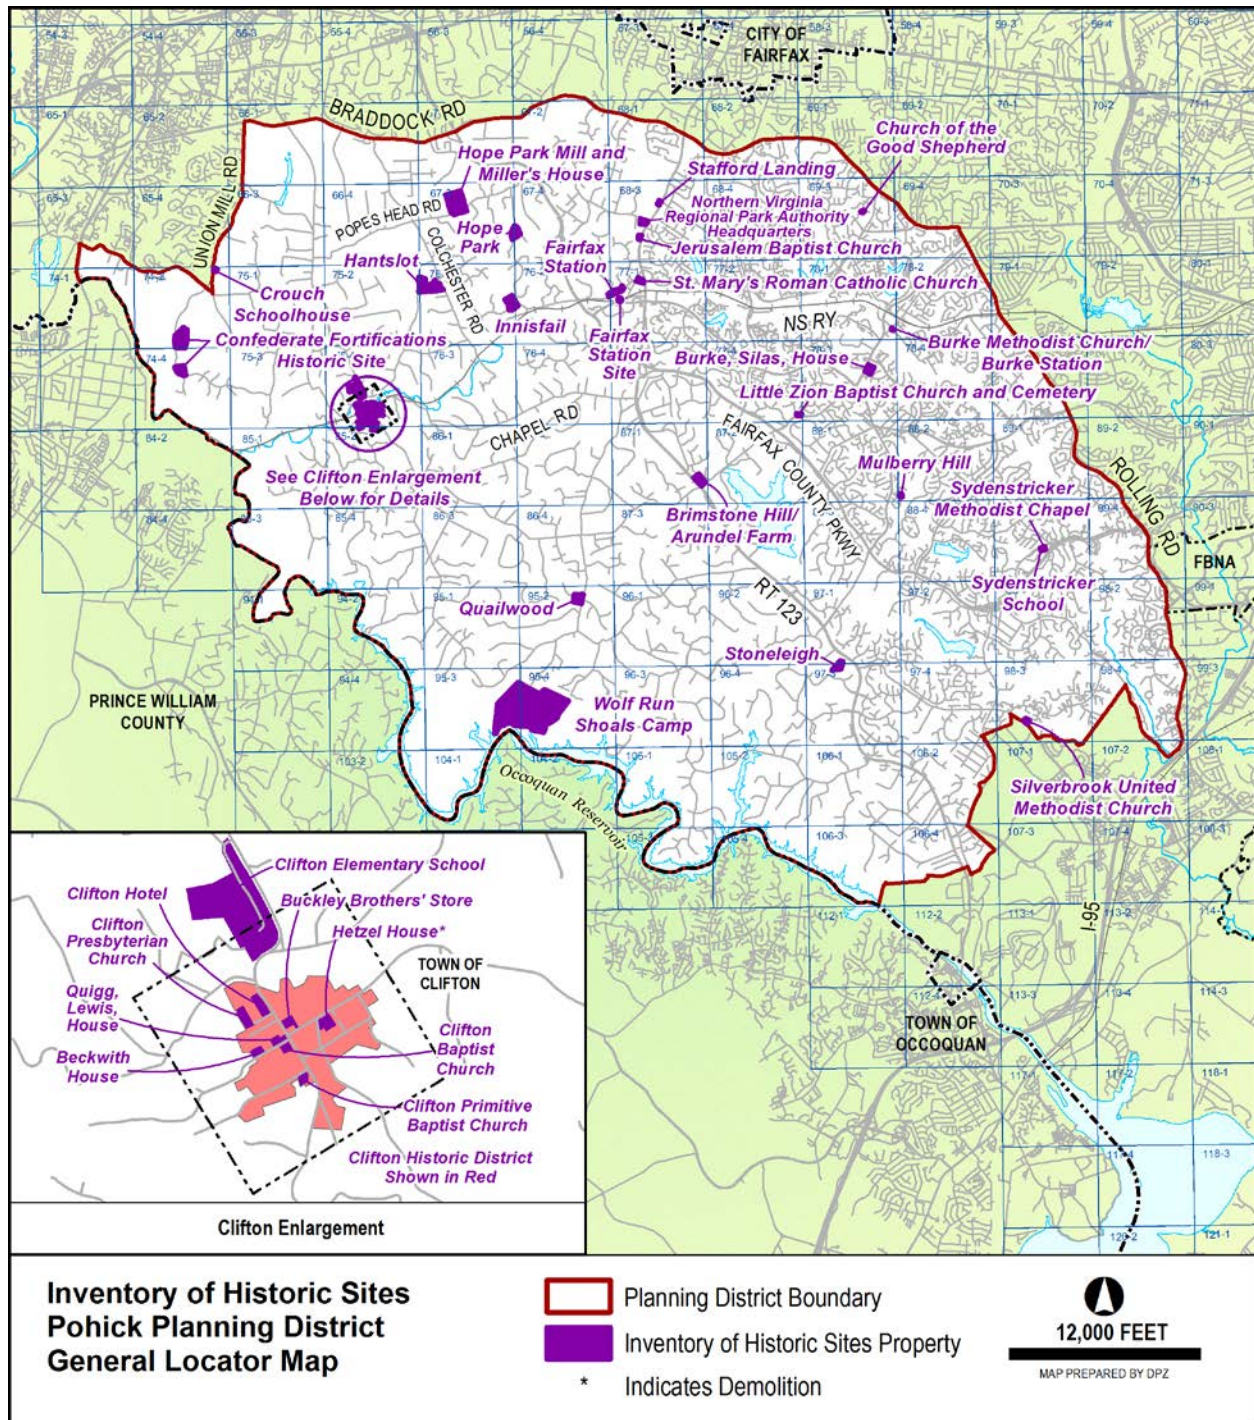 CITY OF
FAIRFAX
BRADDOCK RD
UNION MILL RD
Church of the
Good Shepherd
Hope Park Mill and
Miller's House
Stafford Landing
POPES HEAD RD
Northern Virginia
Regional Park Authority
Headquarters
Hope
Park
COLCHESTER RD
Fairfax
Station
Jerusalem Baptist Church
Hantslot
St. Mary's Roman Catholic Church
Crouch
Schoolhouse
Innisfail
NS RY
Fairfax
Station
Site
Burke Methodist Church/
Burke Station
Confederate Fortifications
Historic Site
Burke, Silas, House
Little Zion Baptist Church and Cemetery
CHAPEL RD
FAIRFAX COUNTY PKWY
See Clifton Enlargement
Below for Details
Mulberry Hill
ROLLING RD
Sydenstricker
Methodist Chapel
Brimstone Hill/
Arundel Farm
FBNA
Sydenstricker
School
RT 123
Quailwood
Stoneleigh
PRINCE WILLIAM
COUNTY
Wolf Run
Shoals Camp
Occoquan Reservoir
Silverbrook United
Methodist Church
I-95
TOWN OF
OCCOQUAN
Clifton Elementary School
Clifton Hotel
Buckley Brothers' Store
Clifton
Presbyterian
Church
Hetzel House*
TOWN OF
CLIFTON
Quigg,
Lewis,
House
Clifton
Baptist
Church
Beckwith
House
Clifton Primitive
Baptist Church
Clifton Historic District
Shown in Red
Clifton Enlargement
Inventory of Historic Sites
Pohick Planning District
General Locator Map
Planning District Boundary
Inventory of Historic Sites Property
* Indicates Demolition
12,000 FEET
MAP PREPARED BY DPZ